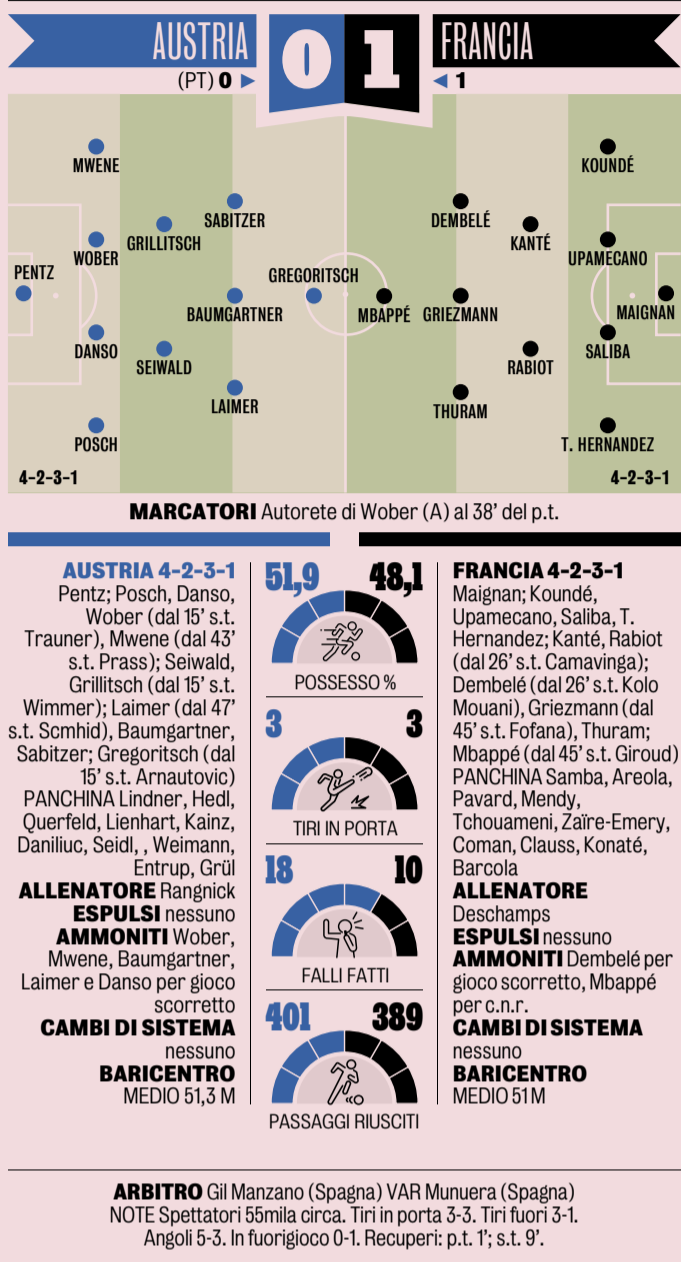 AUSTRIA 0 1 FRANCIA
(PT) 0 1
MWENE
WOBER
GRILLITSCH
SABITZER
PENTZ
GREGORITSCH
BAUMGARTNER
DANSO
SEIWALD
LAIMER
POSCH
4-2-3-1
KOUNDÉ
DEMBELÉ
KANTÉ
UPAMECANO
MBAPPÉ
GRIEZMANN
MAIGNAN
SALIBA
RABIOT
THURAM
T. HERNANDEZ
4-2-3-1
MARCATORI Autorete di Wober (A) al 38’ del p.t.
AUSTRIA 4-2-3-1
Pentz; Posch, Danso,
Wober (dal 15’ s.t.
Trauner), Mwene (dal 43’
s.t. Prass); Seiwald,
Grillitsch (dal 15’ s.t.
Wimmer); Laimer (dal 47’
s.t. Scmhid), Baumgartner,
Sabitzer; Gregoritsch (dal
15’ s.t. Arnautovic)
PANCHINA Lindner, Hedl,
Querfeld, Lienhart, Kainz,
Daniliuc, Seidl, , Weimann,
Entrup, Grül
ALLENATORE Rangnick
ESPULSI nessuno
AMMONITI Wober,
Mwene, Baumgartner,
Laimer e Danso per gioco
scorretto
CAMBI DI SISTEMA
nessuno
BARICENTRO
MEDIO 51,3 M
51,9 48,1
POSSESSO %
3 3
TIRI IN PORTA
18 10
FALLI FATTI
401 389
PASSAGGI RIUSCITI
FRANCIA 4-2-3-1
Maignan; Koundé,
Upamecano, Saliba, T.
Hernandez; Kanté, Rabiot
(dal 26’ s.t. Camavinga);
Dembelé (dal 26’ s.t. Kolo
Mouani), Griezmann (dal
45’ s.t. Fofana), Thuram;
Mbappé (dal 45’ s.t. Giroud)
PANCHINA Samba, Areola,
Pavard, Mendy,
Tchouameni, Zaïre-Emery,
Coman, Clauss, Konaté,
Barcola
ALLENATORE
Deschamps
ESPULSI nessuno
AMMONITI Dembelé per
gioco scorretto, Mbappé
per c.n.r.
CAMBI DI SISTEMA
nessuno
BARICENTRO
MEDIO 51 M
ARBITRO Gil Manzano (Spagna) VAR Munuera (Spagna)
NOTE Spettatori 55mila circa. Tiri in porta 3-3. Tiri fuori 3-1.
Angoli 5-3. In fuorigioco 0-1. Recuperi: p.t. 1’; s.t. 9’.